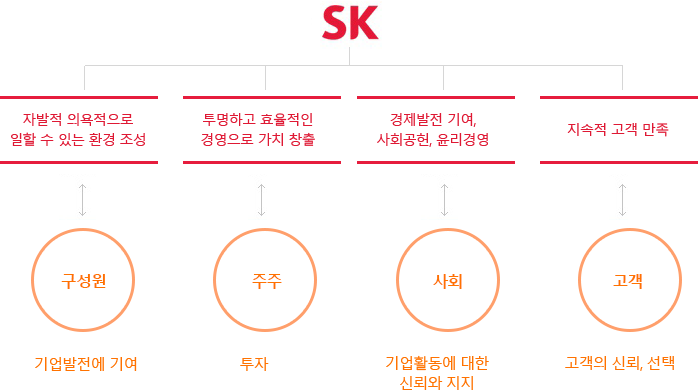 SK
자발적 의욕적으로
일할 수 있는 환경 조성
투명하고 효율적인
경영으로 가치 창출
경제발전 기여,
사회공헌, 윤리경영
지속적 고객 만족
구성원
주주
사회
고객
기업발전에 기여
투자
기업활동에 대한
신뢰와 지지
고객의 신뢰, 선택